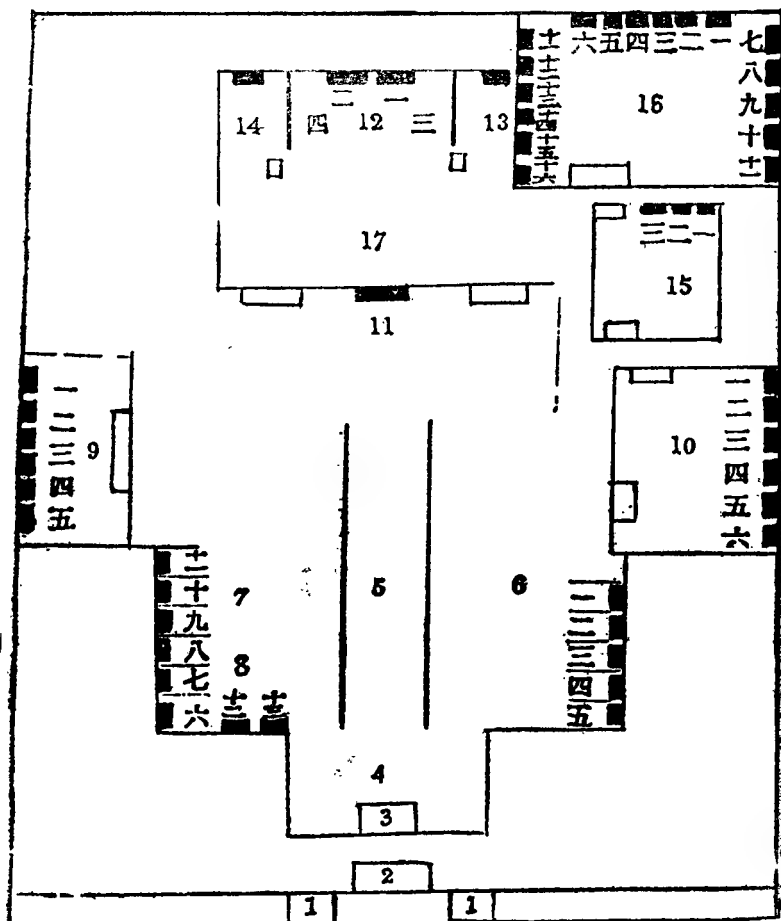 六 五 四 三 二 一
七
八
九
十
十一
十一
十二
十三
十四
十五
十六
16
14
四 二 12 一 三
13
17
三 二 一
15
11
一
二
三
四
五
9
10
一
二
三
四
五
六
十一
十
九
八
七
六
7
8
十二 十三
5
6
一
二
三
四
五
4
3
2
1 1